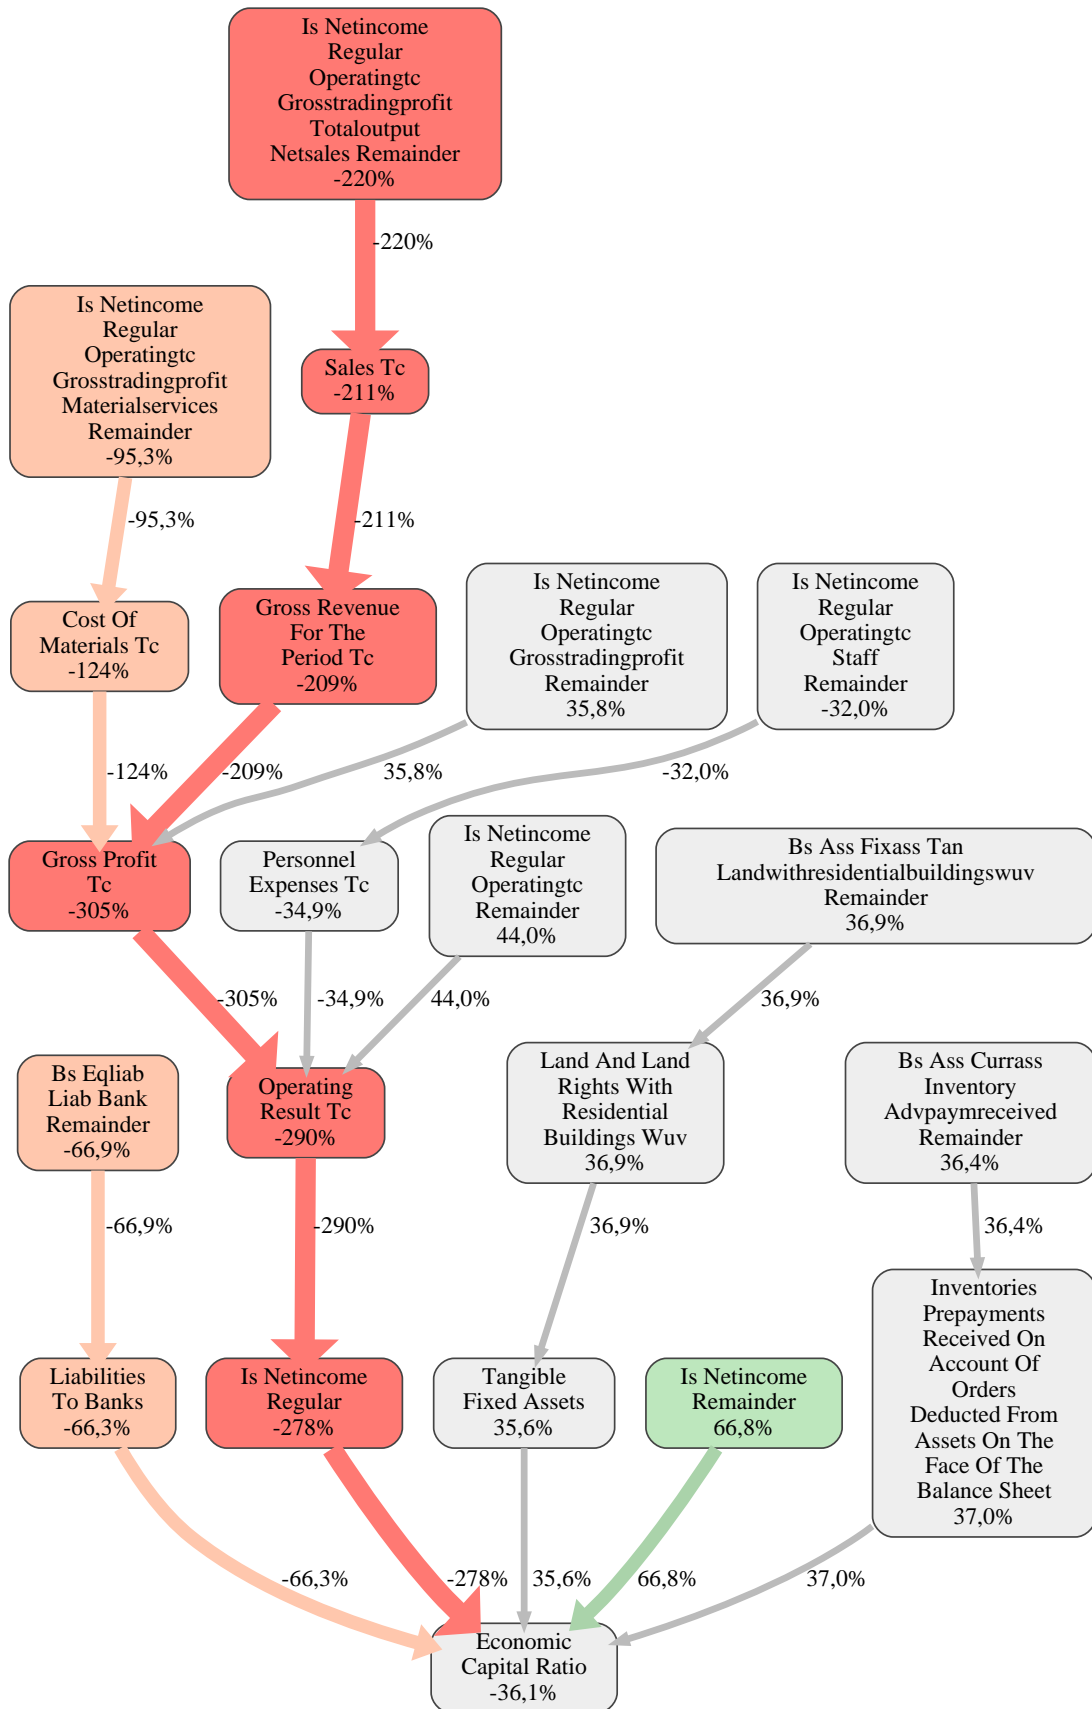 Is Netincome
Regular
Operatingtc
Grosstradingprofit
Totaloutput
Netsales Remainder
-220%
-220%
Is Netincome
Regular
Operatingtc
Grosstradingprofit
Materialservices
Remainder
-95,3%
Sales Tc
-211%
-95,3%
-211%
Cost Of
Materials Tc
-124%
Gross Revenue
For The
Period Tc
-209%
Is Netincome
Regular
Operatingtc
Grosstradingprofit
Remainder
35,8%
Is Netincome
Regular
Operatingtc
Staff
Remainder
-32,0%
-124%
-209%
35,8%
-32,0%
Gross Profit
Tc
-305%
Personnel
Expenses Tc
-34,9%
Is Netincome
Regular
Operatingtc
Remainder
44,0%
Bs Ass Fixass Tan
Landwithresidentialbuildingswuv
Remainder
36,9%
-305%
-34,9%
44,0%
36,9%
Bs Eqliab
Liab Bank
Remainder
-66,9%
Operating
Result Tc
-290%
Land And Land
Rights With
Residential
Buildings Wuv
36,9%
Bs Ass Currass
Inventory
Advpaymreceived
Remainder
36,4%
-66,9%
-290%
36,9%
36,4%
Liabilities
To Banks
-66,3%
Is Netincome
Regular
-278%
Tangible
Fixed Assets
35,6%
Is Netincome
Remainder
66,8%
Inventories
Prepayments
Received On
Account Of
Orders
Deducted From
Assets On The
Face Of The
Balance Sheet
37,0%
-66,3%
-278%
35,6%
66,8%
37,0%
Economic
Capital Ratio
-36,1%